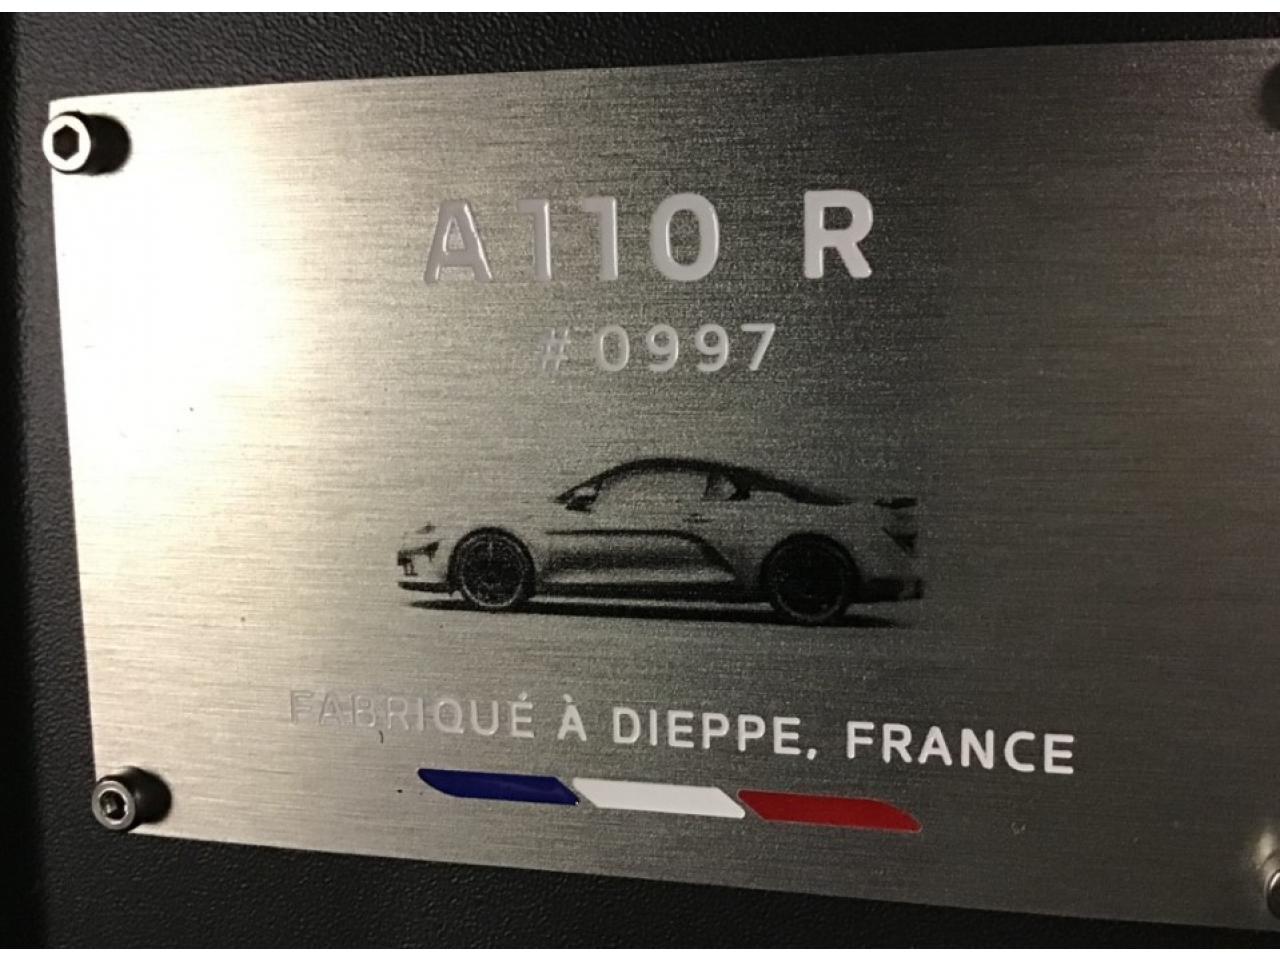 A110 R
#0997
FABRIQUÉ À DIEPPE, FRANCE